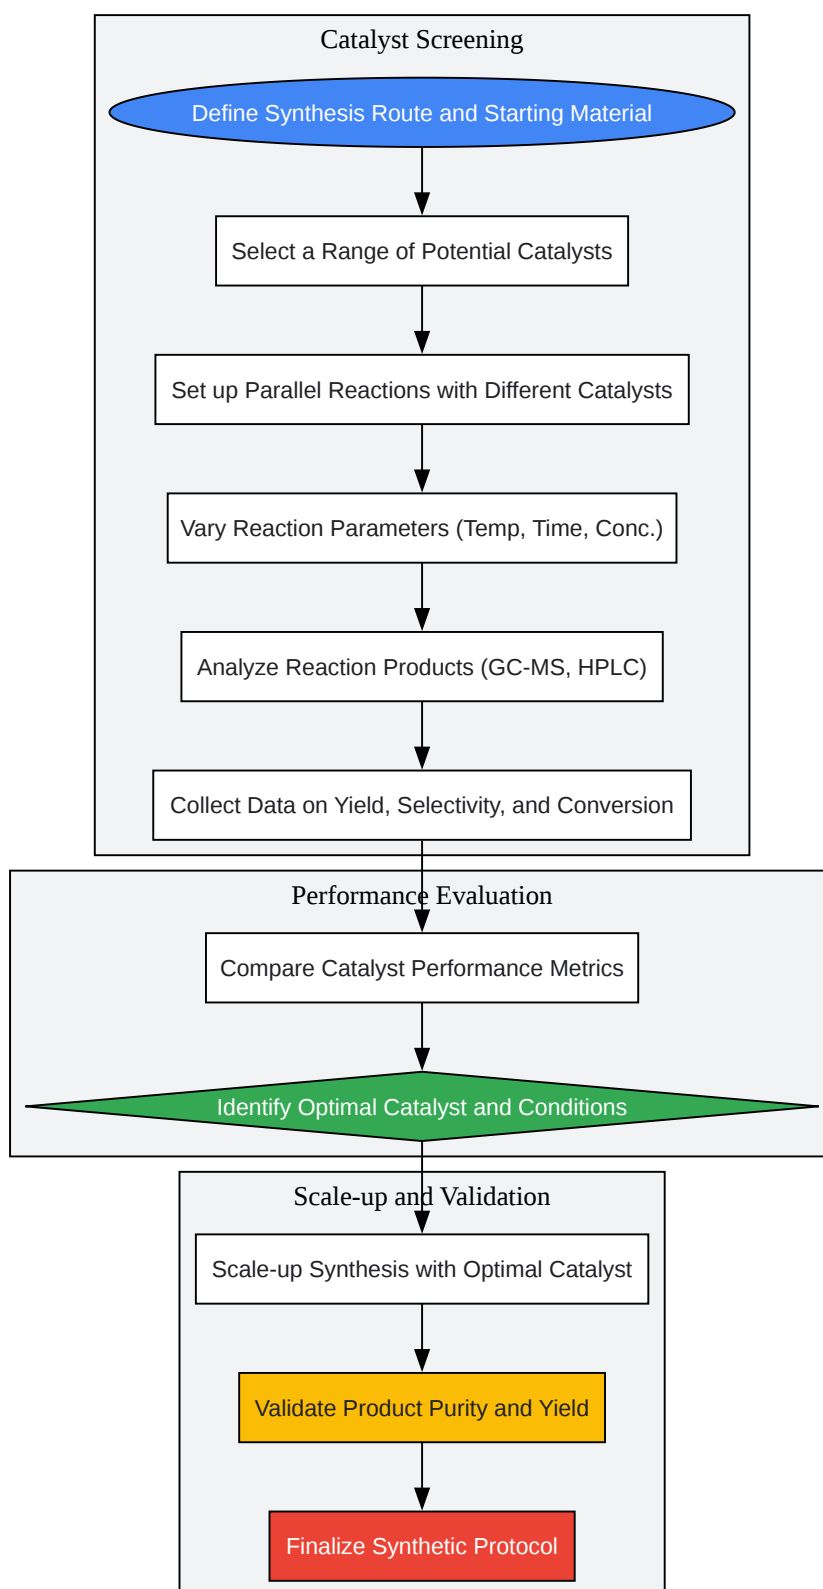 Catalyst Screening
Define Synthesis Route and Starting Material
Select a Range of Potential Catalysts
Set up Parallel Reactions with Different Catalysts
Vary Reaction Parameters (Temp, Time, Conc.)
Analyze Reaction Products (GC-MS, HPLC)
Collect Data on Yield, Selectivity, and Conversion
Performance Evaluation
Compare Catalyst Performance Metrics
Identify Optimal Catalyst and Conditions
Scale-up and Validation
Scale-up Synthesis with Optimal Catalyst
Validate Product Purity and Yield
Finalize Synthetic Protocol